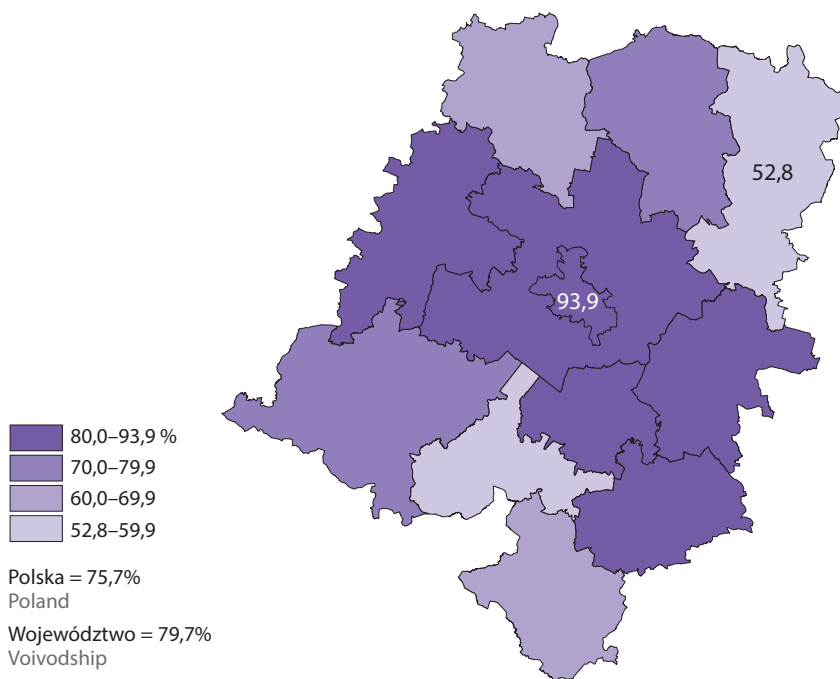 52,8
93,9
80,0–93,9 %
70,0–79,9
60,0–69,9
52,8–59,9
Polska = 75,7%
Poland
Województwo = 79,7%
Voivodship